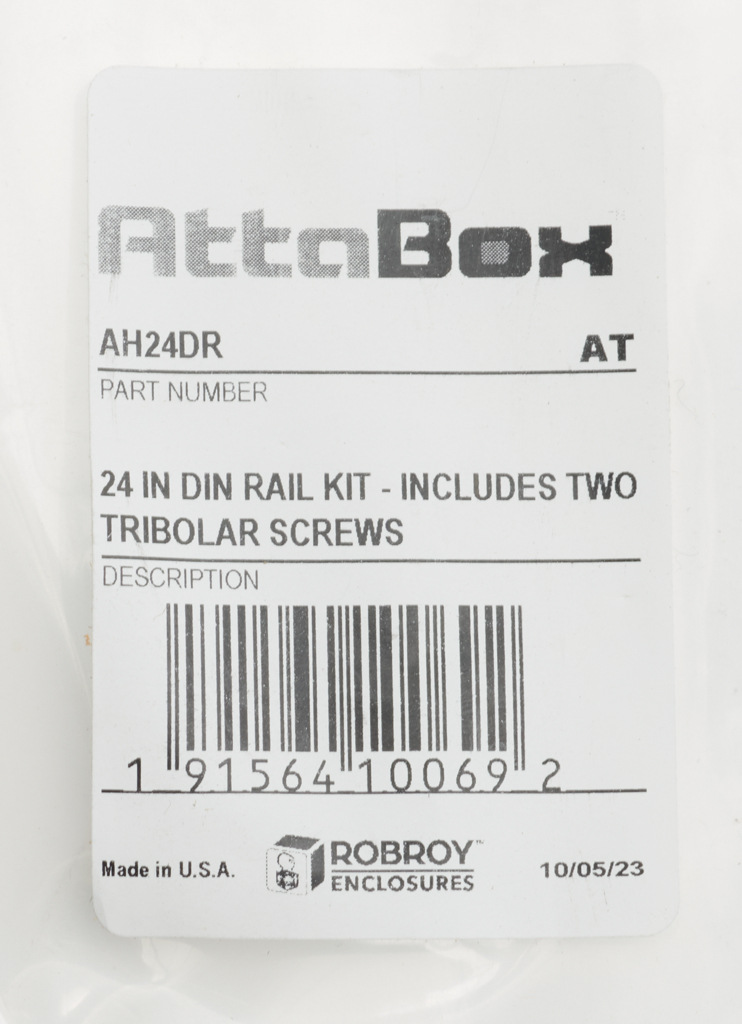 AttaBox
AH24DR AT
PART NUMBER
24 IN DIN RAIL KIT - INCLUDES TWO
TRIBOLAR SCREWS
DESCRIPTION
1 91564 10069 2
Made in U.S.A. ROBROY™ 10/05/23
ENCLOSURES